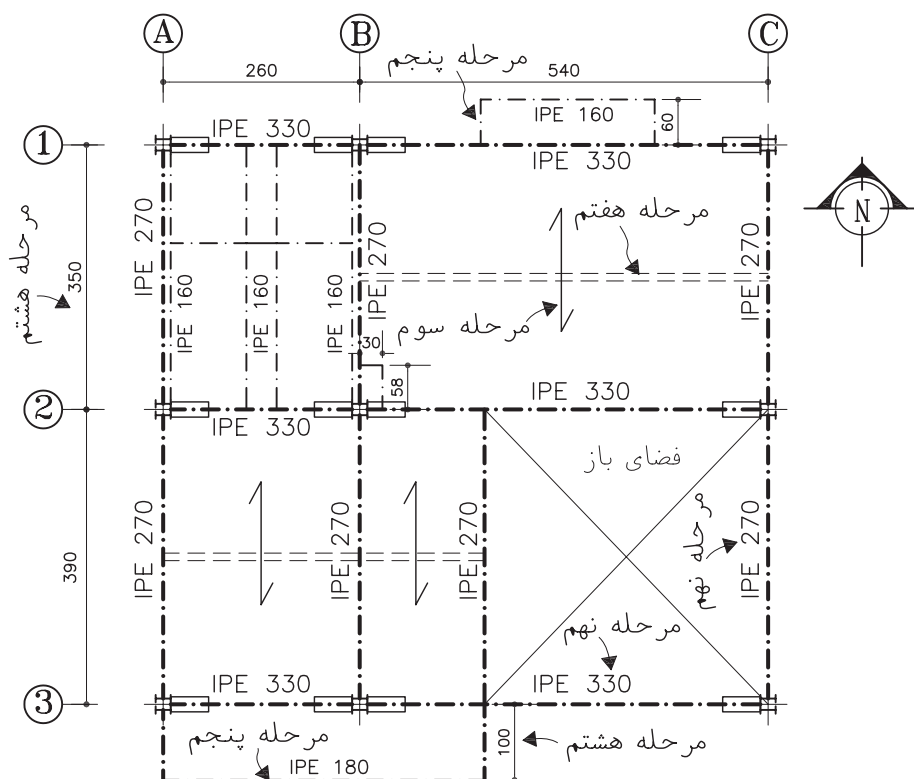 A B C
260 540
مرحله پنجم
IPE 330
IPE 160
60
1
IPE 330
N
مرحله هشتم
350
IPE 270
IPE 160
IPE 160
IPE 160
IPE 270
مرحله هفتم
IPE 270
مرحله سوم
30
58
2
IPE 330
IPE 330
فضای باز
390
IPE 270
IPE 270
IPE 270
مرحله نهم
IPE 270
مرحله نهم
3
IPE 330
IPE 330
مرحله پنجم
100
مرحله هشتم
IPE 180